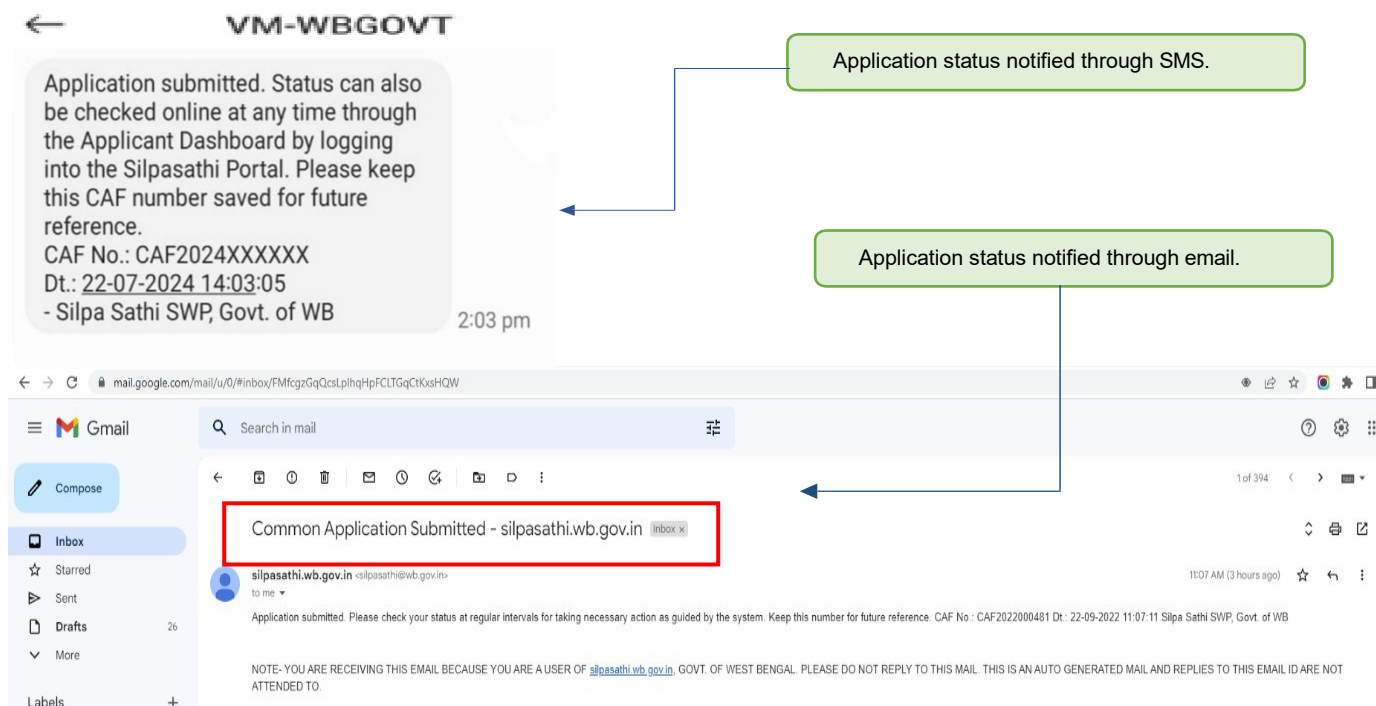 VM-WBGOVT
Application submitted. Status can also
be checked online at any time through
the Applicant Dashboard by logging
into the Silpasathi Portal. Please keep
this CAF number saved for future
reference.
CAF No.: CAF2024XXXXXX
Dt.: 22-07-2024 14:03:05
- Silpa Sathi SWP, Govt. of WB
2:03 pm
Application status notified through SMS.
Application status notified through email.
mail.google.com/mail/u/0/#inbox/FMfcgzGqQcsLplhqHpFCLTGqCtKxsHQW
Gmail
Search in mail
Compose
1 of 394
Common Application Submitted - silpasathi.wb.gov.in Inbox x
Inbox
Starred
Sent
Drafts 26
More
Labels +
silpasathi.wb.gov.in <silpasathi@wb.gov.in>
11:07 AM (3 hours ago)
to me
Application submitted. Please check your status at regular intervals for taking necessary action as guided by the system. Keep this number for future reference. CAF No.: CAF2022000481 Dt.: 22-09-2022 11:07:11 Silpa Sathi SWP, Govt. of WB
NOTE- YOU ARE RECEIVING THIS EMAIL BECAUSE YOU ARE A USER OF silpasathi.wb.gov.in, GOVT. OF WEST BENGAL. PLEASE DO NOT REPLY TO THIS MAIL. THIS IS AN AUTO GENERATED MAIL AND REPLIES TO THIS EMAIL ID ARE NOT
ATTENDED TO.